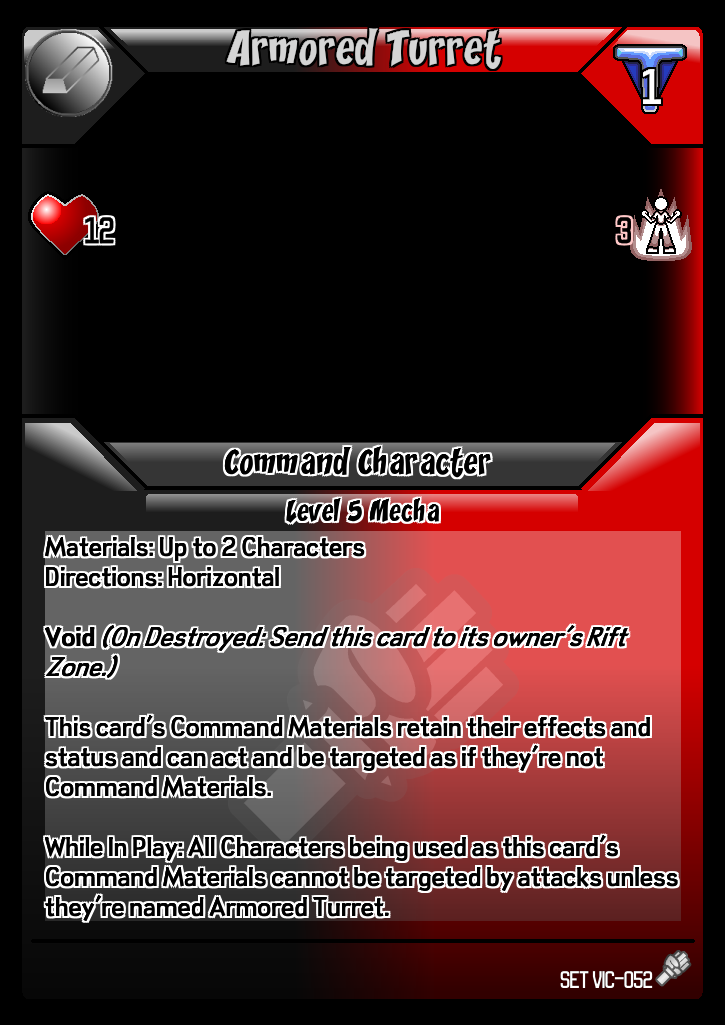 Armored Turret
1
12
3
Command Character
Level 5 Mecha
Materials: Up to 2 Characters
Directions: Horizontal
Void (On Destroyed: Send this card to its owner's Rift
Zone.)
This card's Command Materials retain their effects and
status and can act and be targeted as if they're not
Command Materials.
While In Play: All Characters being used as this card's
Command Materials cannot be targeted by attacks unless
they're named Armored Turret.
SET VIC-052